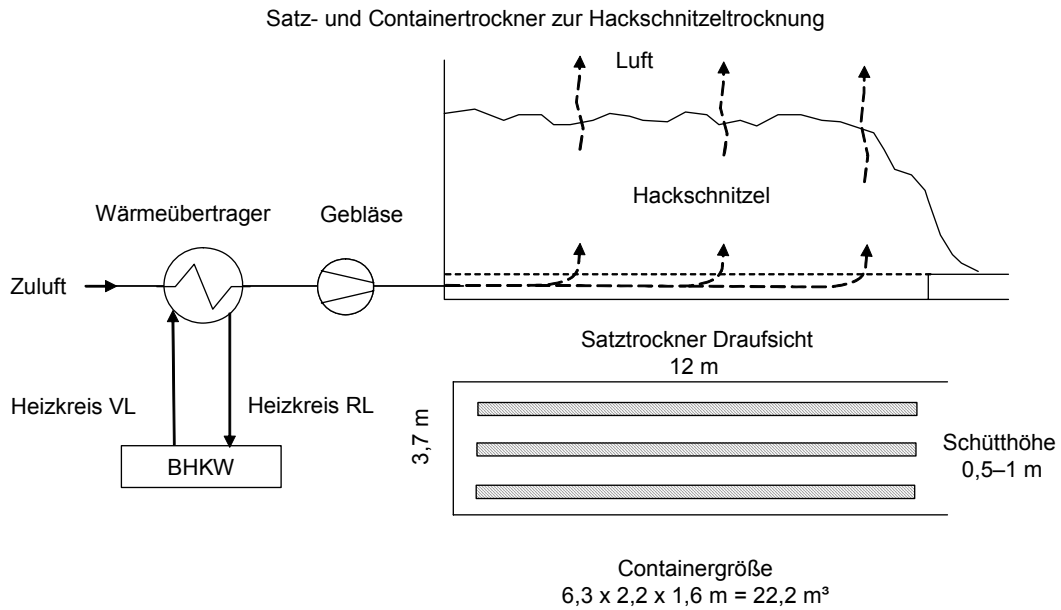 Satz- und Containertrockner zur Hackschnitzeltrocknung
Luft
Hackschnitzel
Wärmeübertrager
Gebläse
Zuluft
Heizkreis VL
Heizkreis RL
BHKW
Satztrockner Draufsicht
12 m
3,7 m
Schütthöhe
0,5–1 m
Containergröße
6,3 x 2,2 x 1,6 m = 22,2 m³